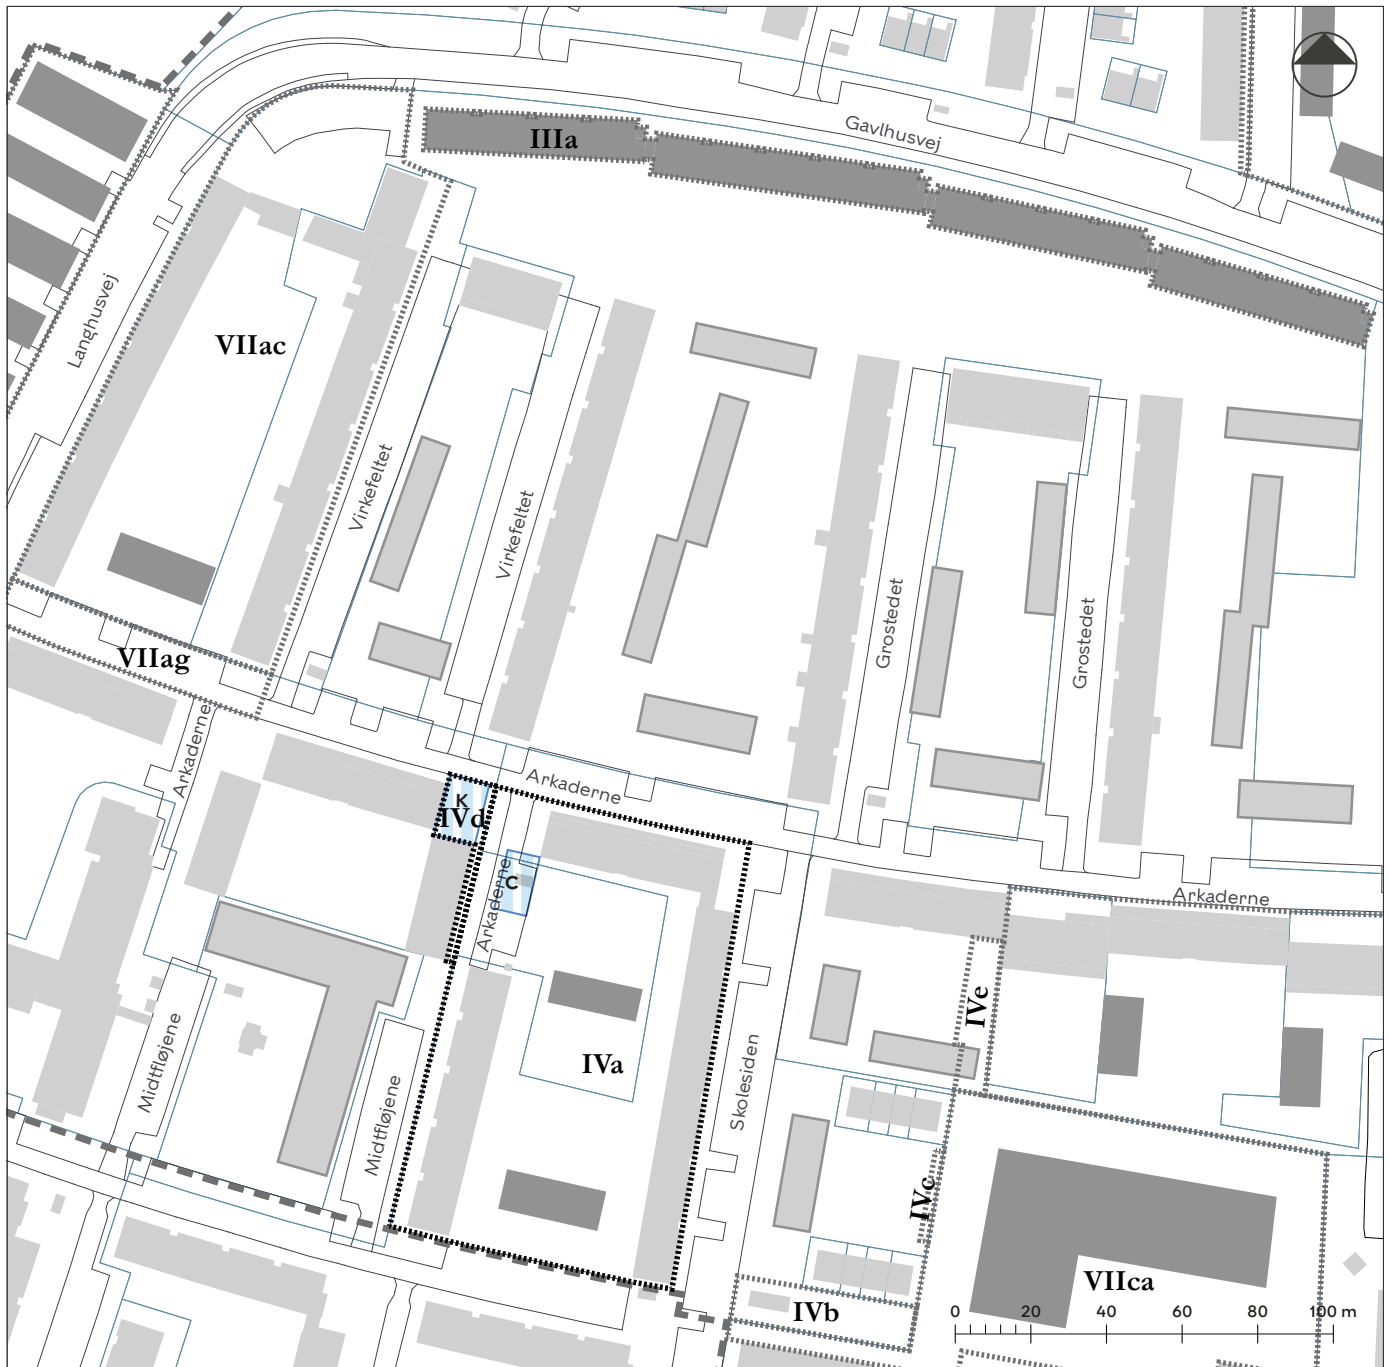 IIIa
Gavlhusvej
Langhusvej
VIIac
Virkefeltet
Virkefeltet
Grostedet
Grostedet
VIIag
Arkaderne
Arkaderne
K
IVd
Arkaderne
C
Arkaderne
IVe
Midtfløjene
IVa
Skolesiden
Midtfløjene
IVc
VIIca
IVb
0 20 40 60 80 100 m